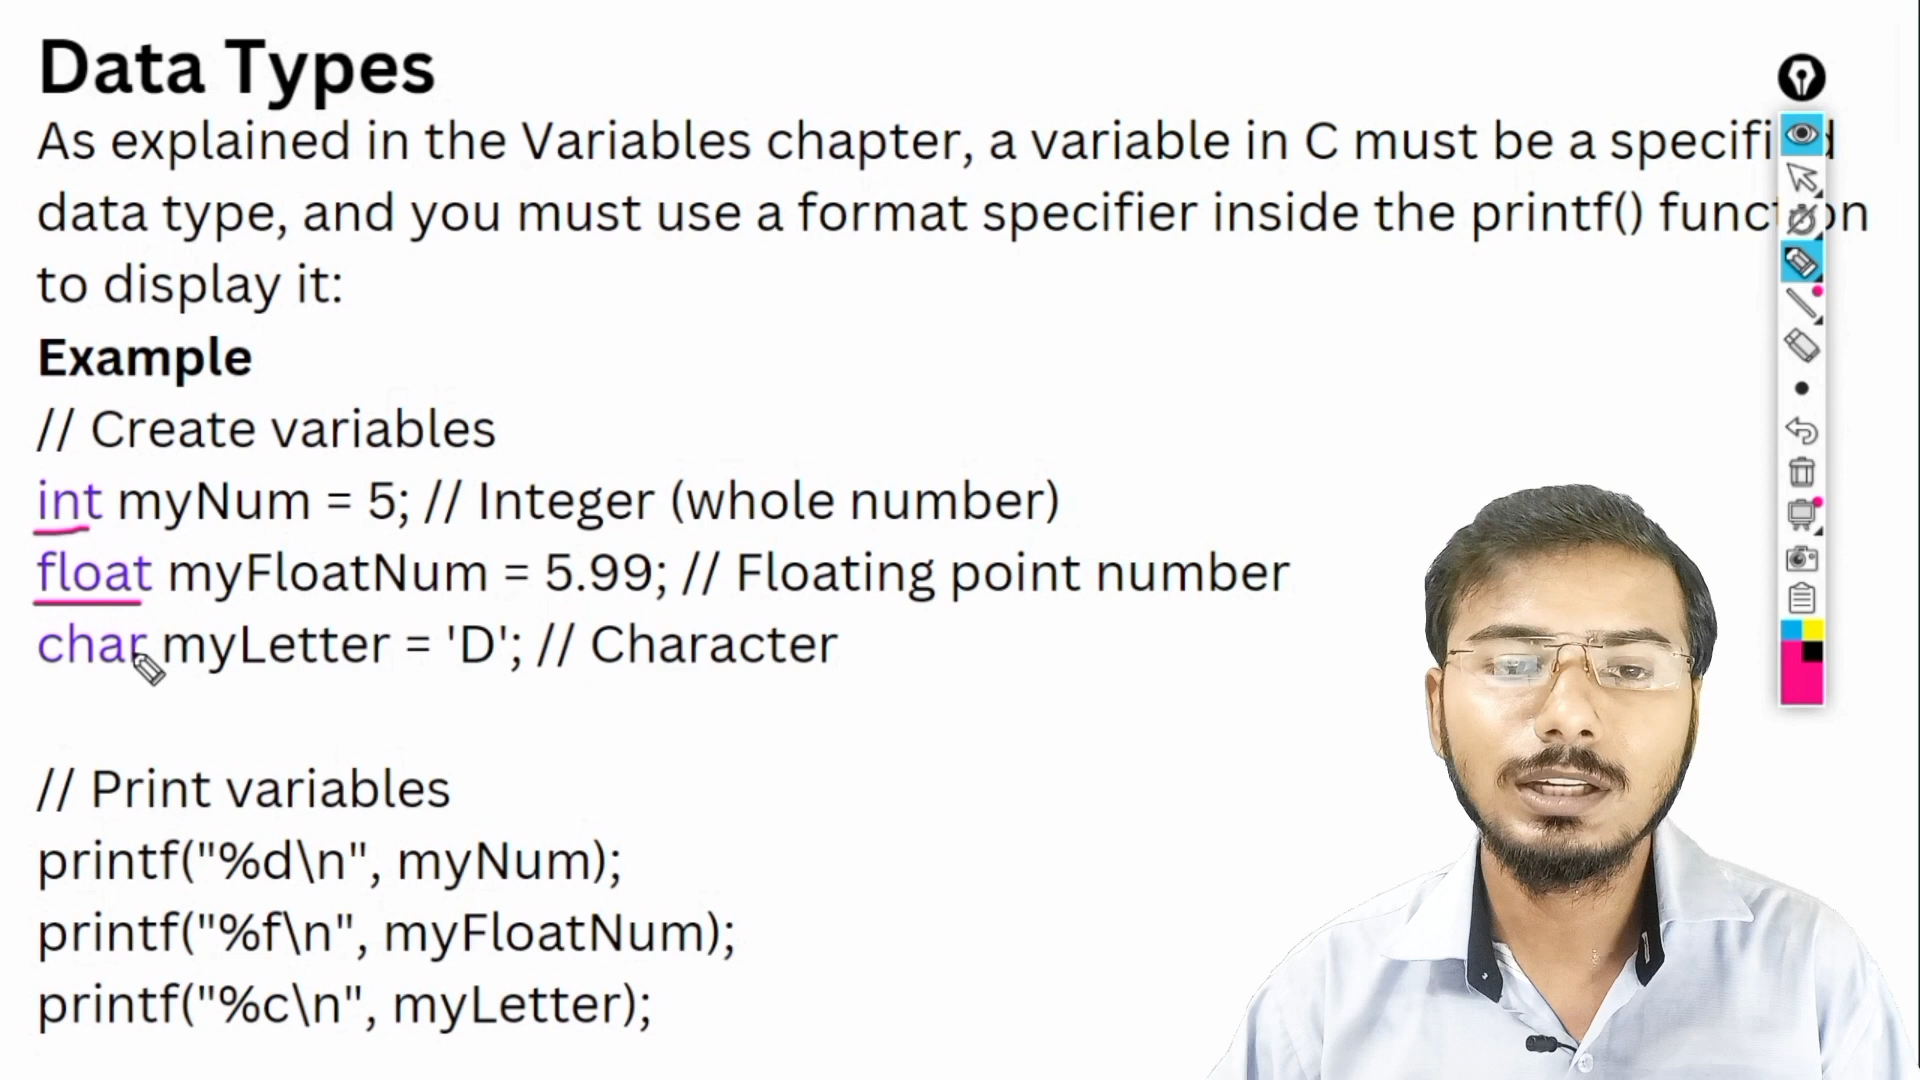 Data Types
As explained in the Variables chapter, a variable in C must be a specified
data type, and you must use a format specifier inside the printf() function
to display it:
Example
// Create variables
int myNum = 5; // Integer (whole number)
float myFloatNum = 5.99; // Floating point number
char myLetter = 'D'; // Character
// Print variables
printf("%d\n", myNum);
printf("%f\n", myFloatNum);
printf("%c\n", myLetter);